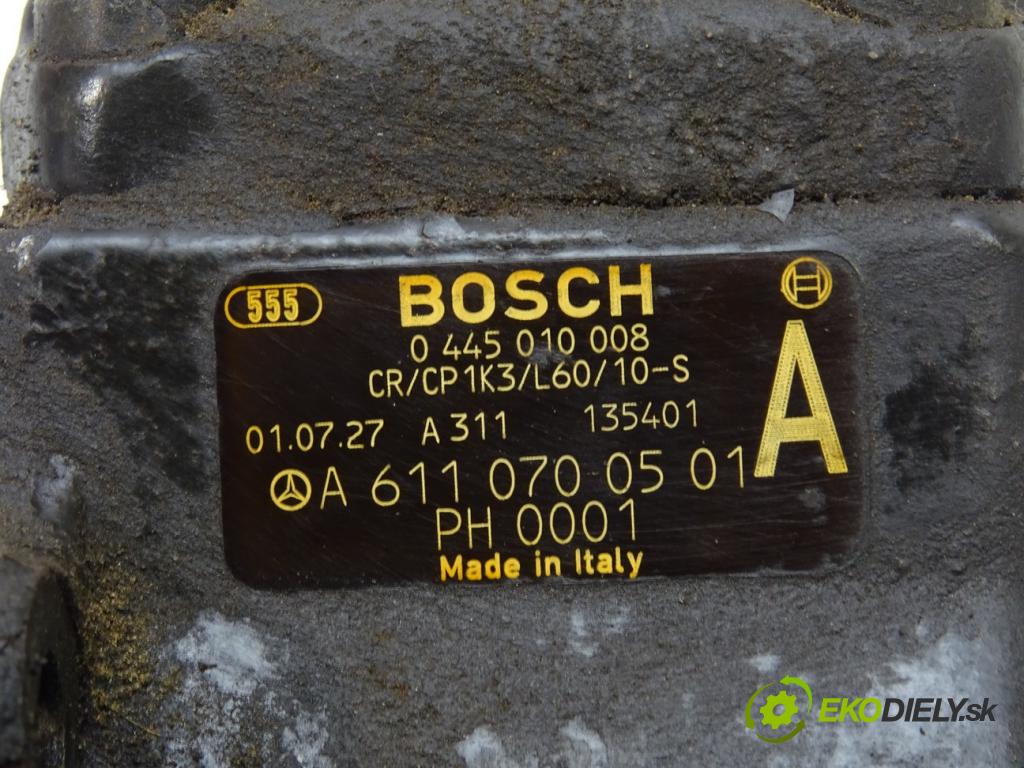 555 BOSCH
0 445 010 008
CR/CP1K3/L60/10-S
A
01.07.27 A311 135401
A 611 070 05 01
PH 0001
Made in Italy
EKODIELY.sk